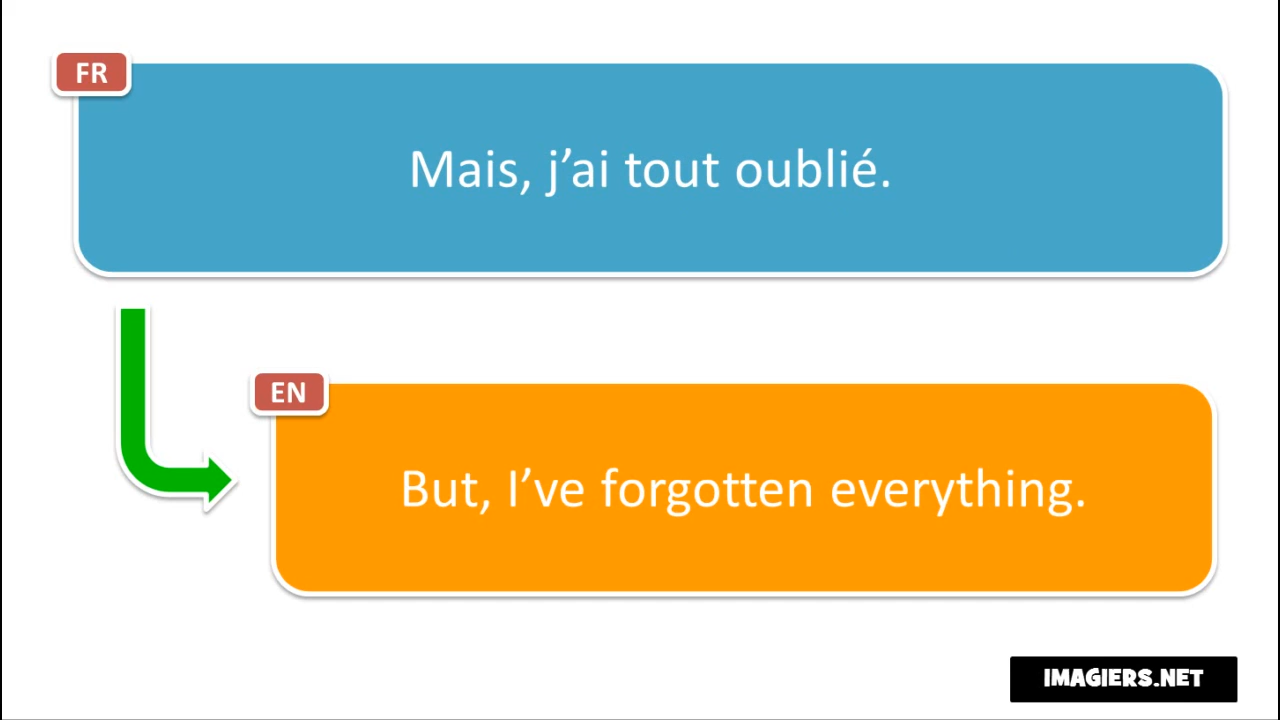 FR
Mais, j’ai tout oublié.
EN
But, I’ve forgotten everything.
IMAGIERS.NET